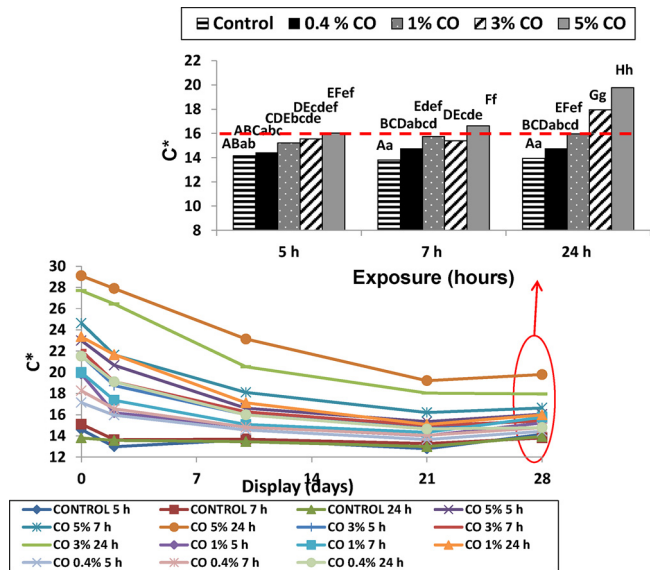 Control 0.4 % CO 1% CO 3% CO 5% CO
22
20
18
16
14
12
10
8
C*
ABab ABCabc CDEbcde DEcdef EFef
Aa BCDabcd Edef DEcde Ff
Aa BCDabcd EFef Gg Hh
5 h 7 h 24 h
Exposure (hours)
30
28
26
24
22
20
18
16
14
12
C*
0 7 14 21 28
Display (days)
CONTROL 5 h CONTROL 7 h CONTROL 24 h CO 5% 5 h
CO 5% 7 h CO 5% 24 h CO 3% 5 h CO 3% 7 h
CO 3% 24 h CO 1% 5 h CO 1% 7 h CO 1% 24 h
CO 0.4% 5 h CO 0.4% 7 h CO 0.4% 24 h